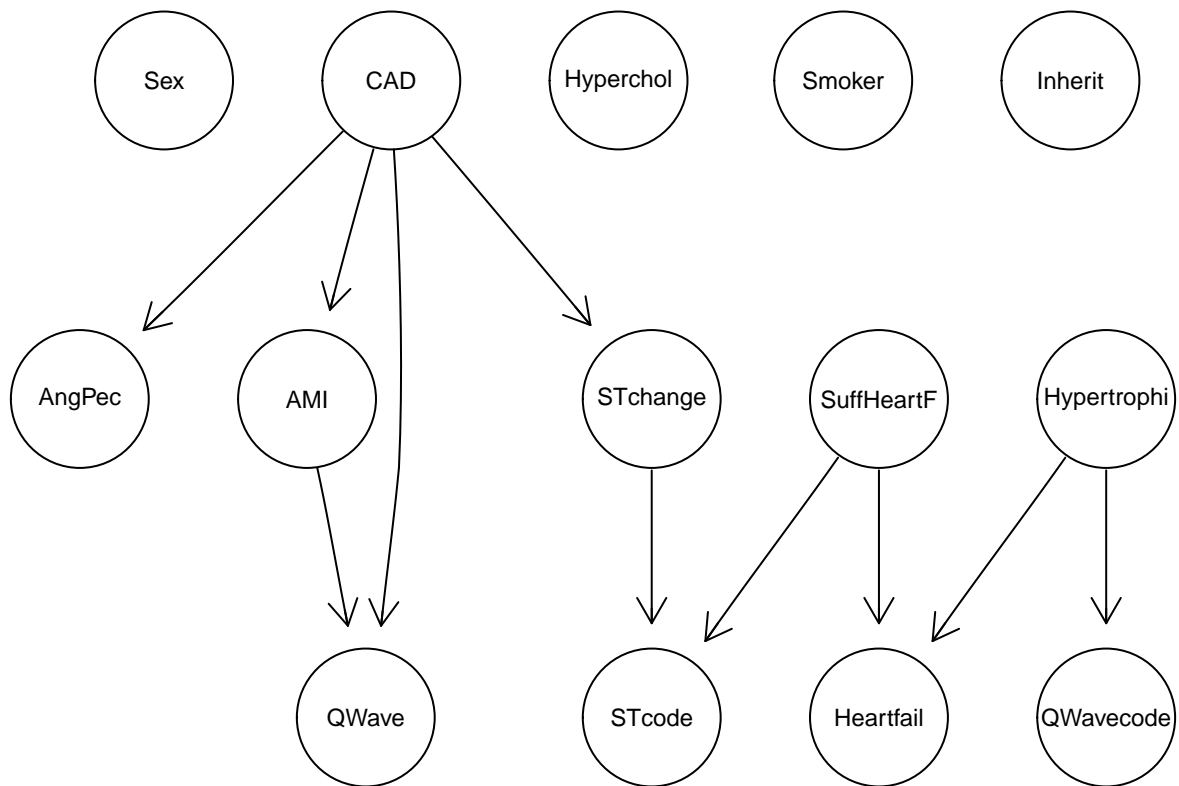 Sex
CAD
Hyperchol
Smoker
Inherit
AngPec
AMI
STchange
SuffHeartF
Hypertrophi
QWave
STcode
Heartfail
QWavecode